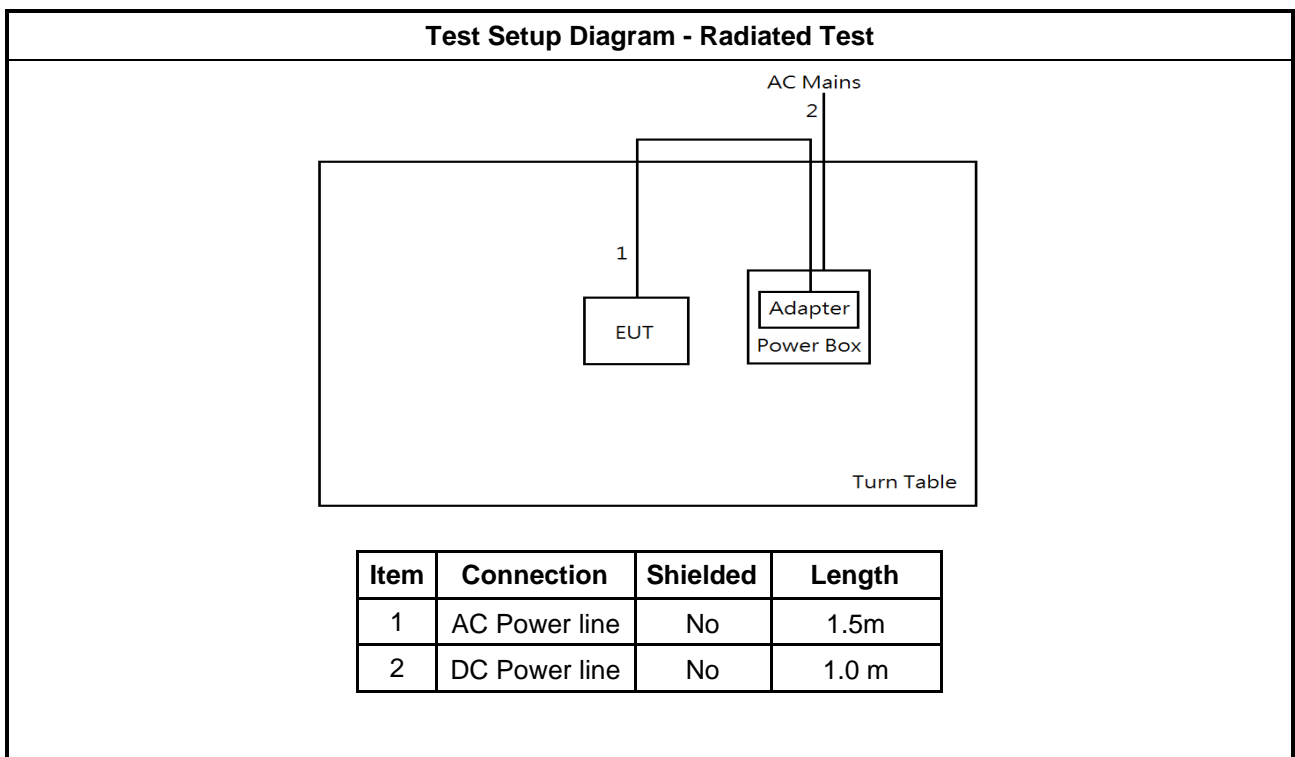 Test Setup Diagram - Radiated Test
AC Mains
2
1
EUT
Adapter
Power Box
Turn Table
Item Connection Shielded Length
1 AC Power line No 1.5m
2 DC Power line No 1.0 m